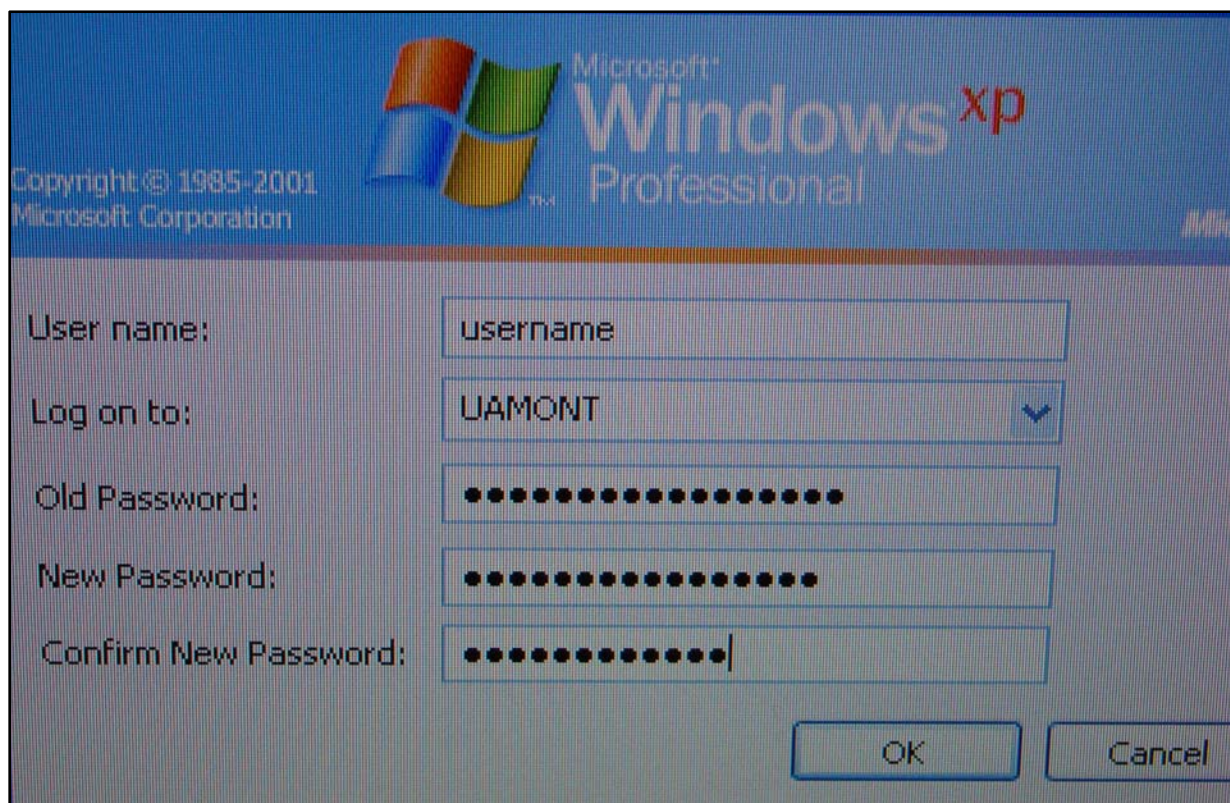 Microsoft®
Windows xp
Professional
TM
Copyright © 1985-2001
Microsoft Corporation
User name: username
Log on to: UAMONT
Old Password: ●●●●●●●●●●●●●●●●●
New Password: ●●●●●●●●●●●●●●●●
Confirm New Password: ●●●●●●●●●●●●
OK Cancel